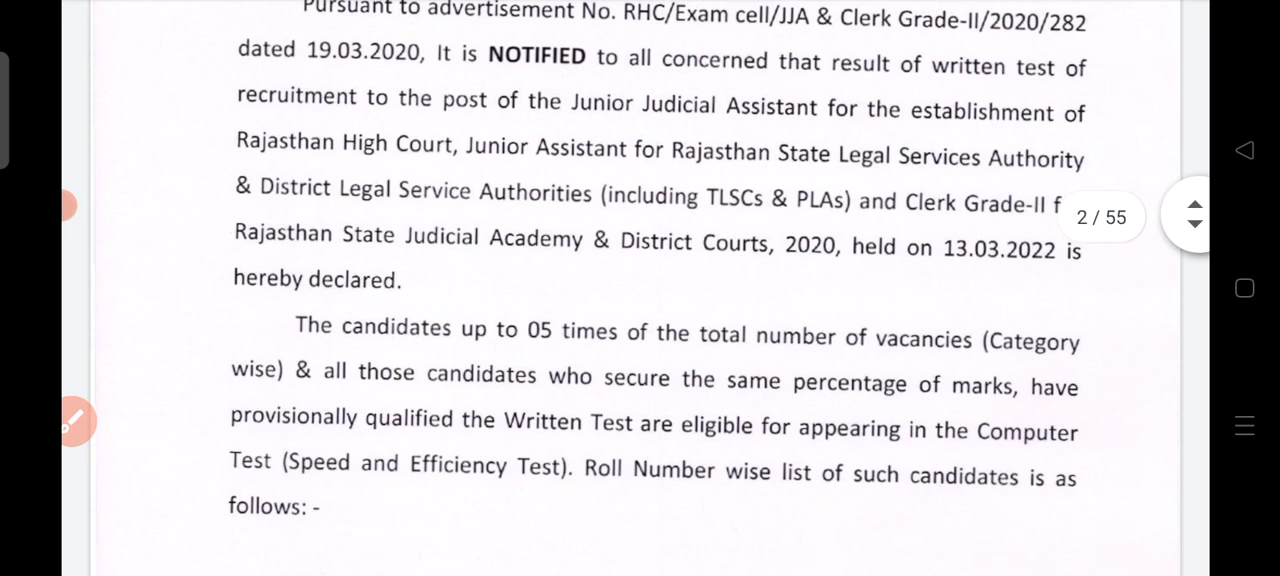 Pursuant to advertisement No. RHC/Exam cell/JJA & Clerk Grade-II/2020/282
dated 19.03.2020, It is NOTIFIED to all concerned that result of written test of
recruitment to the post of the Junior Judicial Assistant for the establishment of
Rajasthan High Court, Junior Assistant for Rajasthan State Legal Services Authority
& District Legal Service Authorities (including TLSCs & PLAs) and Clerk Grade-II f
2 / 55
Rajasthan State Judicial Academy & District Courts, 2020, held on 13.03.2022 is
hereby declared.
The candidates up to 05 times of the total number of vacancies (Category
wise) & all those candidates who secure the same percentage of marks, have
provisionally qualified the Written Test are eligible for appearing in the Computer
Test (Speed and Efficiency Test). Roll Number wise list of such candidates is as
follows: -